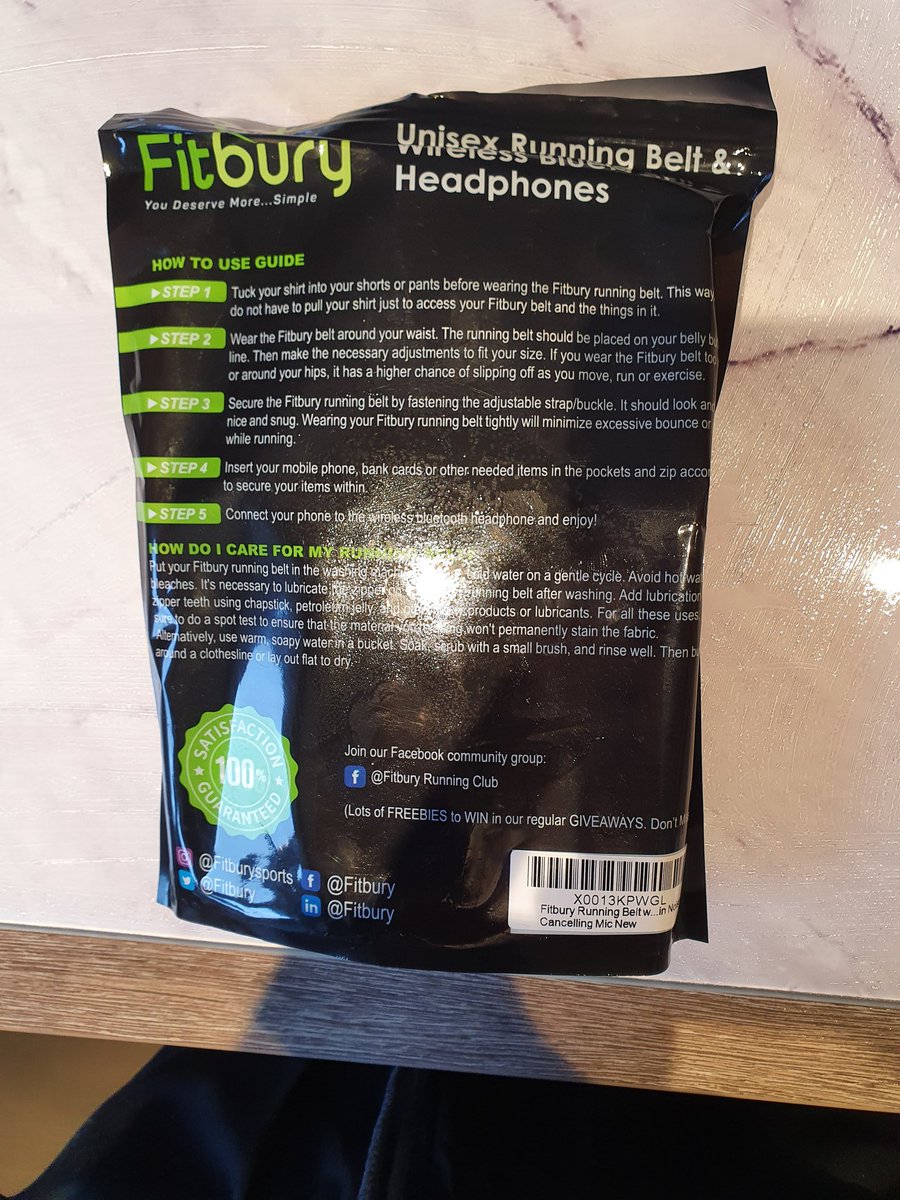 Fitbury
You Deserve More...Simple
Unisex Running Belt &
Wireless
Headphones
HOW TO USE GUIDE
STEP 1
Tuck your shirt into your shorts or pants before wearing the Fitbury running belt. This way
do not have to pull your shirt just to access your Fitbury belt and the things in it.
STEP 2
Wear the Fitbury belt around your waist. The running belt should be placed on your belly
line. Then make the necessary adjustments to fit your size. If you wear the Fitbury belt too
or around your hips, it has a higher chance of slipping off as you move, run or exercise.
STEP 3
Secure the Fitbury running belt by fastening the adjustable strap/buckle. It should look
nice and snug. Wearing your Fitbury running belt tightly will minimize excessive bounce or
while running.
STEP 4
Insert your mobile phone, bank cards or other needed items in the pockets and zip
to secure your items within.
STEP 5
Connect your phone to the wireless bluetooth headphone and enjoy!
HOW DO I CARE FOR MY
Put your Fitbury running belt in the washing water on a gentle cycle. Avoid hot
bleaches. It's necessary to lubricate zipper running belt after washing. Add lubrication
zipper teeth using chapstick, petroleum jelly, and products or lubricants. For all these uses
sure to do a spot test to ensure that the material won't permanently stain the fabric.
Alternatively, use warm, soapy water in a bucket. Soak, scrub with a small brush, and rinse well. Then
around a clothesline or lay out flat to dry.
SATISFACTION
100%
GUARANTEED
Join our Facebook community group:
@Fitbury Running Club
(Lots of FREEBIES to WIN in our regular GIVEAWAYS. Don't
@Fitburysports
@Fitbury
@Fitbury
@Fitbury
X0013KPWGL
Fitbury Running Belt w...in
Cancelling Mic New